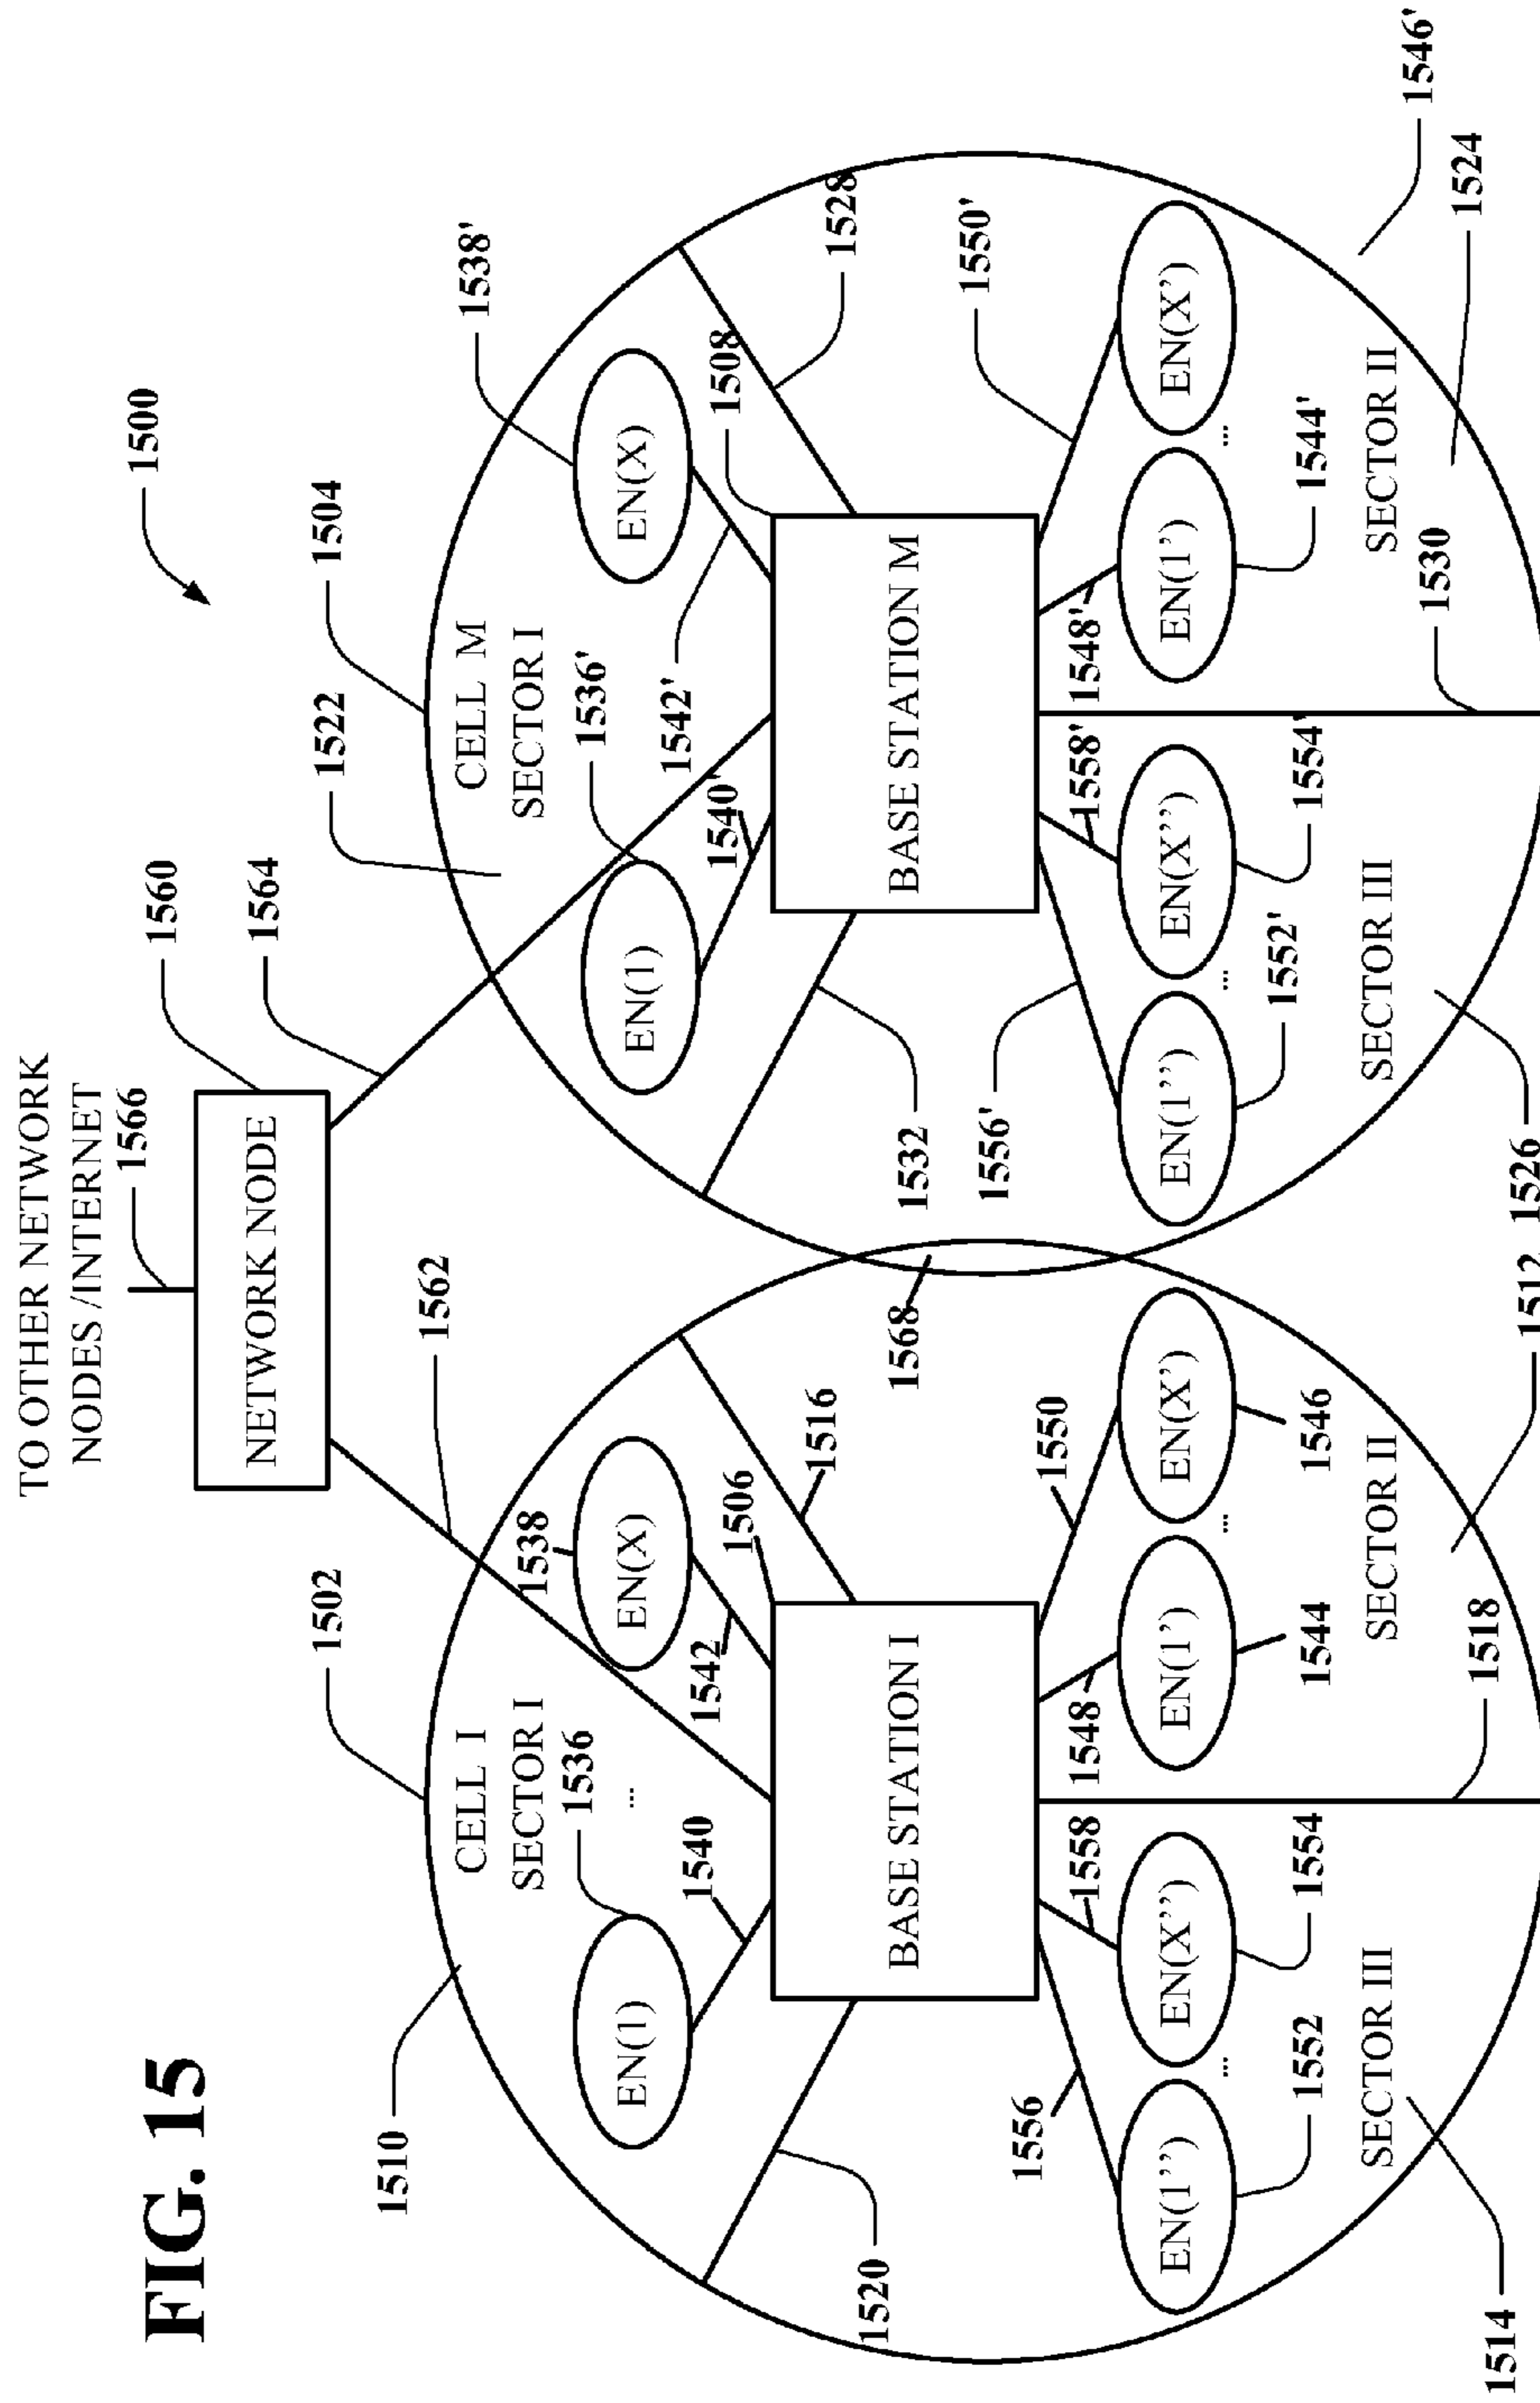 FIG. 15
TO OTHER NETWORK
NODES /INTERNET
1566
NETWORK NODE
1560
1500
1564
1562
1502
1504
1510
1522
CELL I
SECTOR I
1536
...
1538
EN(1)
EN(X)
1540
1542
1506
1516
BASE STATION I
1520
1556
1558
1548
1550
EN(1’’)
...
EN(X’’)
EN(1’)
...
EN(X’)
1552
1554
1544
1546
SECTOR III
SECTOR II
1514
1518
1512
1568
CELL M
SECTOR I
1536'
1538'
EN(1)
EN(X)
1540'
1542'
1508
1528
BASE STATION M
1532
1556'
1558'
1548'
1550'
EN(1’’)
...
EN(X’’)
EN(1’)
...
EN(X’)
1552'
1554'
1544'
1546'
SECTOR III
SECTOR II
1526
1530
1524